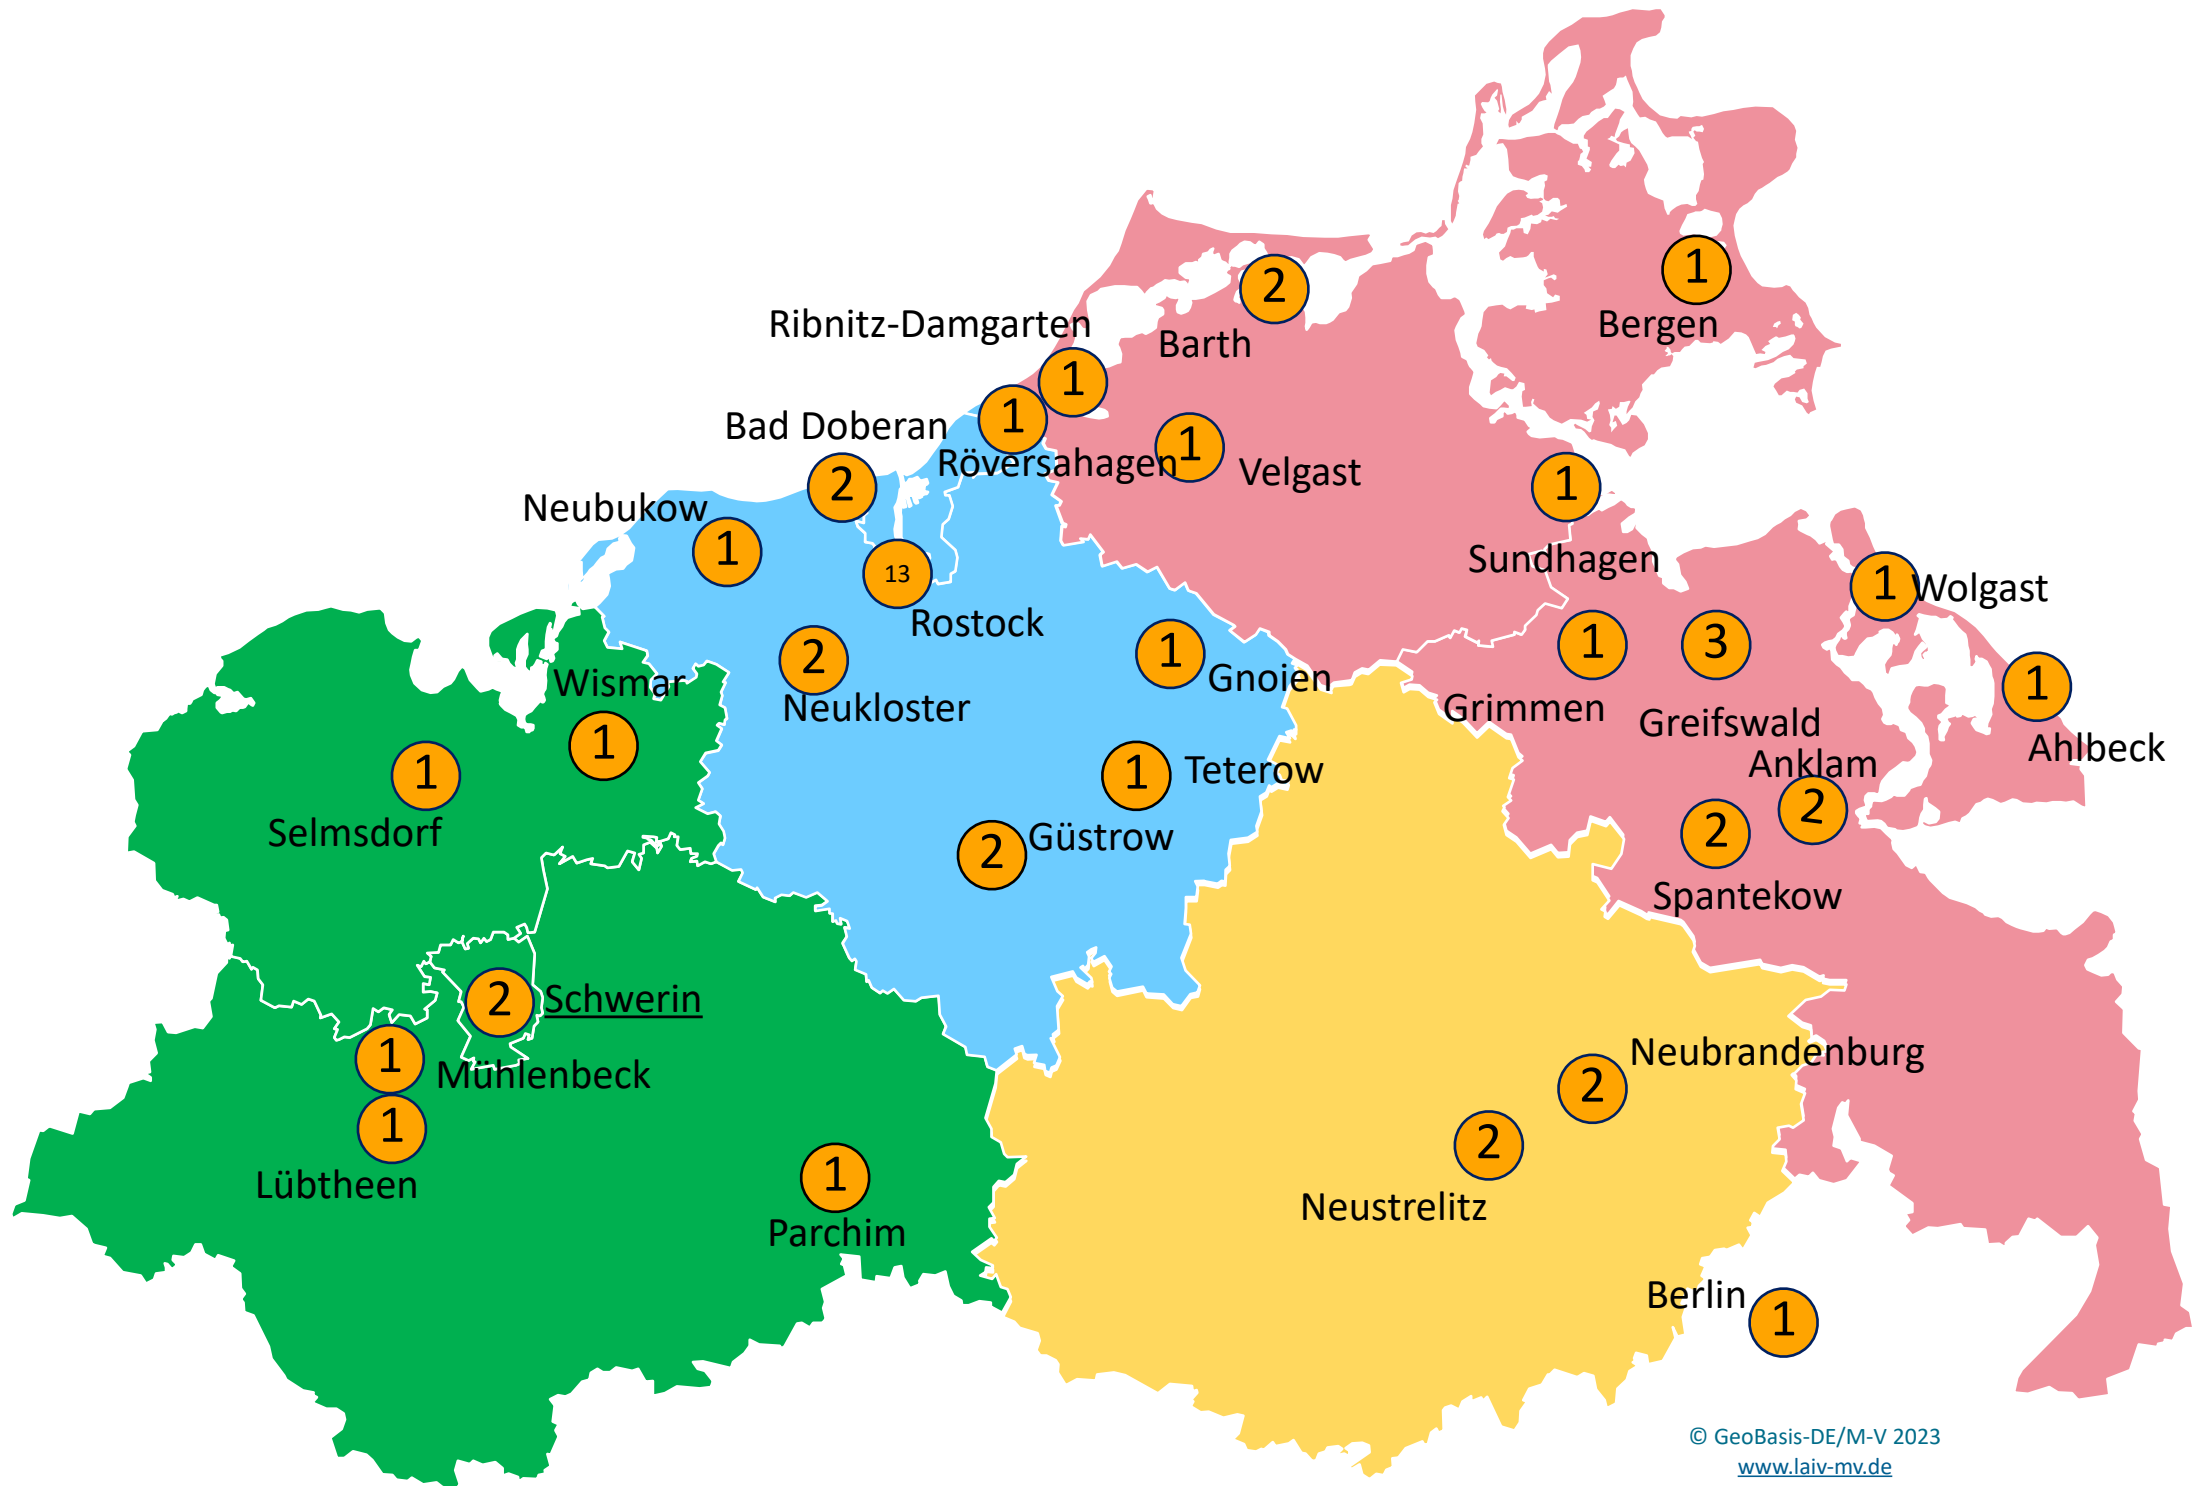 1
Bergen
2
Barth
Ribnitz-Damgarten
1
1
Röversahagen
1
Velgast
Bad Doberan
2
1
Sundhagen
Neubukow
1
13
Rostock
1
Wolgast
2
Neukloster
1
Gnoien
1
Grimmen
3
Greifswald
1
Ahlbeck
Wismar
1
1
Selmsdorf
1
Teterow
Anklam
2
2
Güstrow
2
Spantekow
2
Schwerin
1
Mühlenbeck
1
Lübtheen
Neubrandenburg
2
2
Neustrelitz
1
Parchim
Berlin
1
© GeoBasis-DE/M-V 2023
www.laiv-mv.de